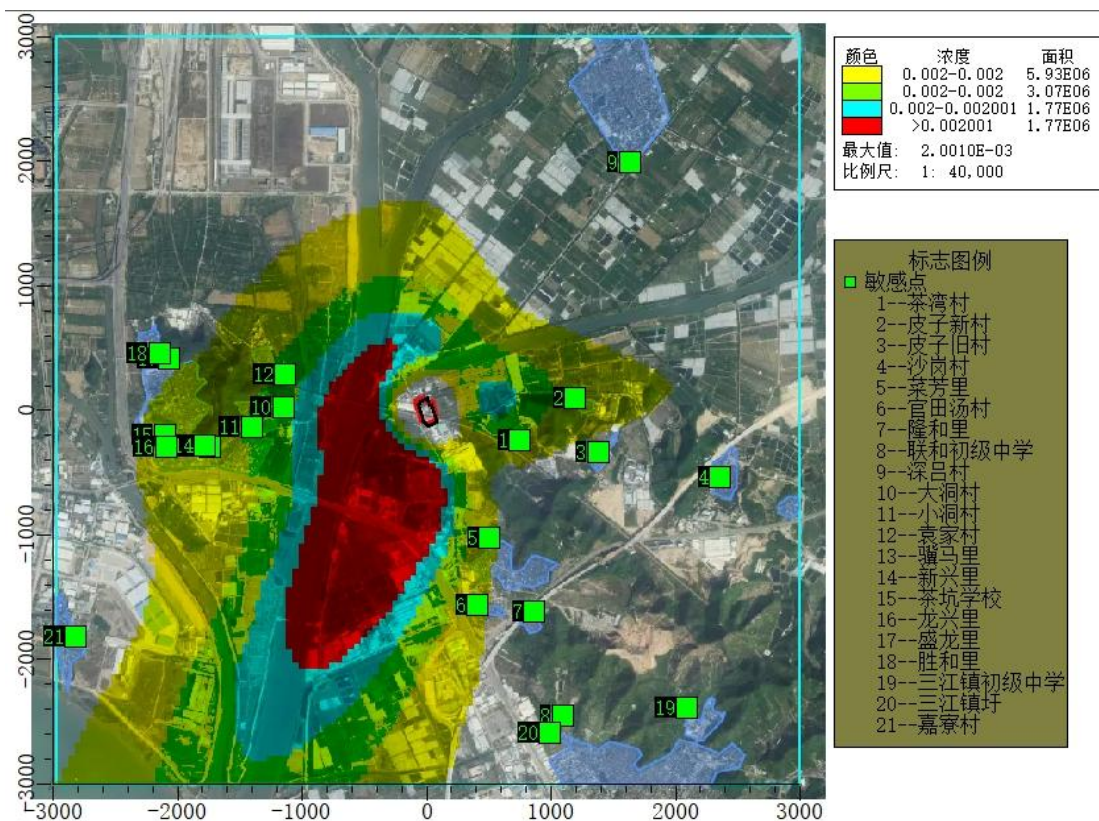 颜色 浓度 面积
0.002-0.002 5.93E06
0.002-0.002 3.07E06
0.002-0.002001 1.77E06
>0.002001 1.77E06
最大值: 2.0010E-03
比例尺: 1: 40,000
标志图例
敏感点
1--茶湾村
2--皮子新村
3--皮子旧村
4--沙岗村
5--菜芳里
6--官田汤村
7--隆和里
8--联和初级中学
9--深吕村
10--大洞村
11--小洞村
12--袁家村
13--骥马里
14--新兴里
15--茶坑学校
16--龙兴里
17--盛龙里
18--胜和里
19--三江镇初级中学
20--三江镇圩
21--嘉寮村
3000
2000
1000
0
-1000
-2000
-3000
-3000 -2000 -1000 0 1000 2000 3000
9
18
12
10
11
15
16
14
2
1
3
4
5
6
7
21
8
19
20